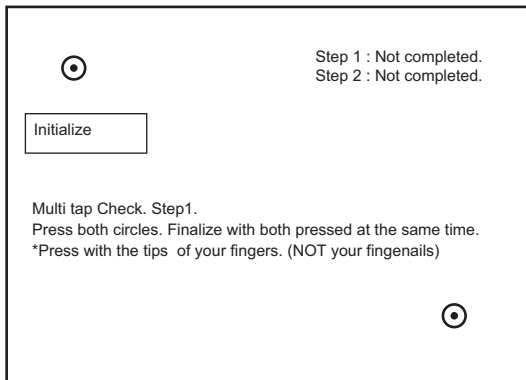 Step 1 : Not completed.
Step 2 : Not completed.
Initialize
Multi tap Check. Step1.
Press both circles. Finalize with both pressed at the same time.
*Press with the tips of your fingers. (NOT your fingenails)